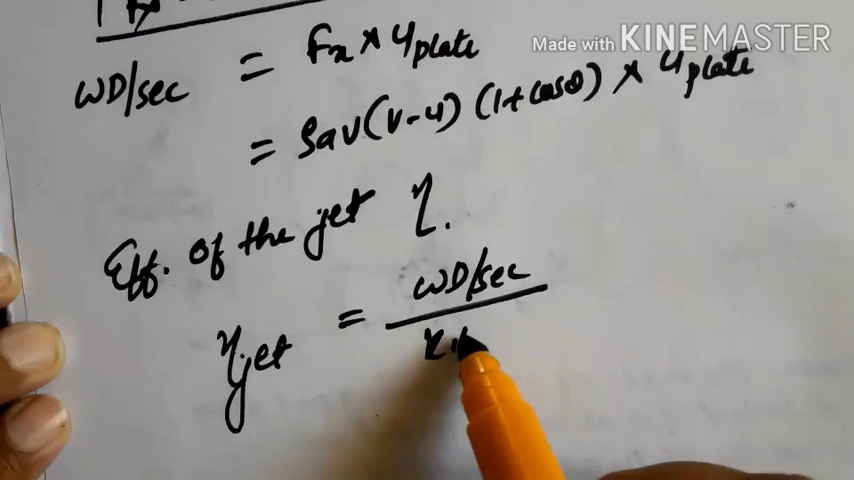 Made with KINEMASTER
WD/sec = Fx × uplate
= ρav(v-u) (1+cosθ) × uplate
Eff. of the jet η.
ηjet = WD/sec
K.